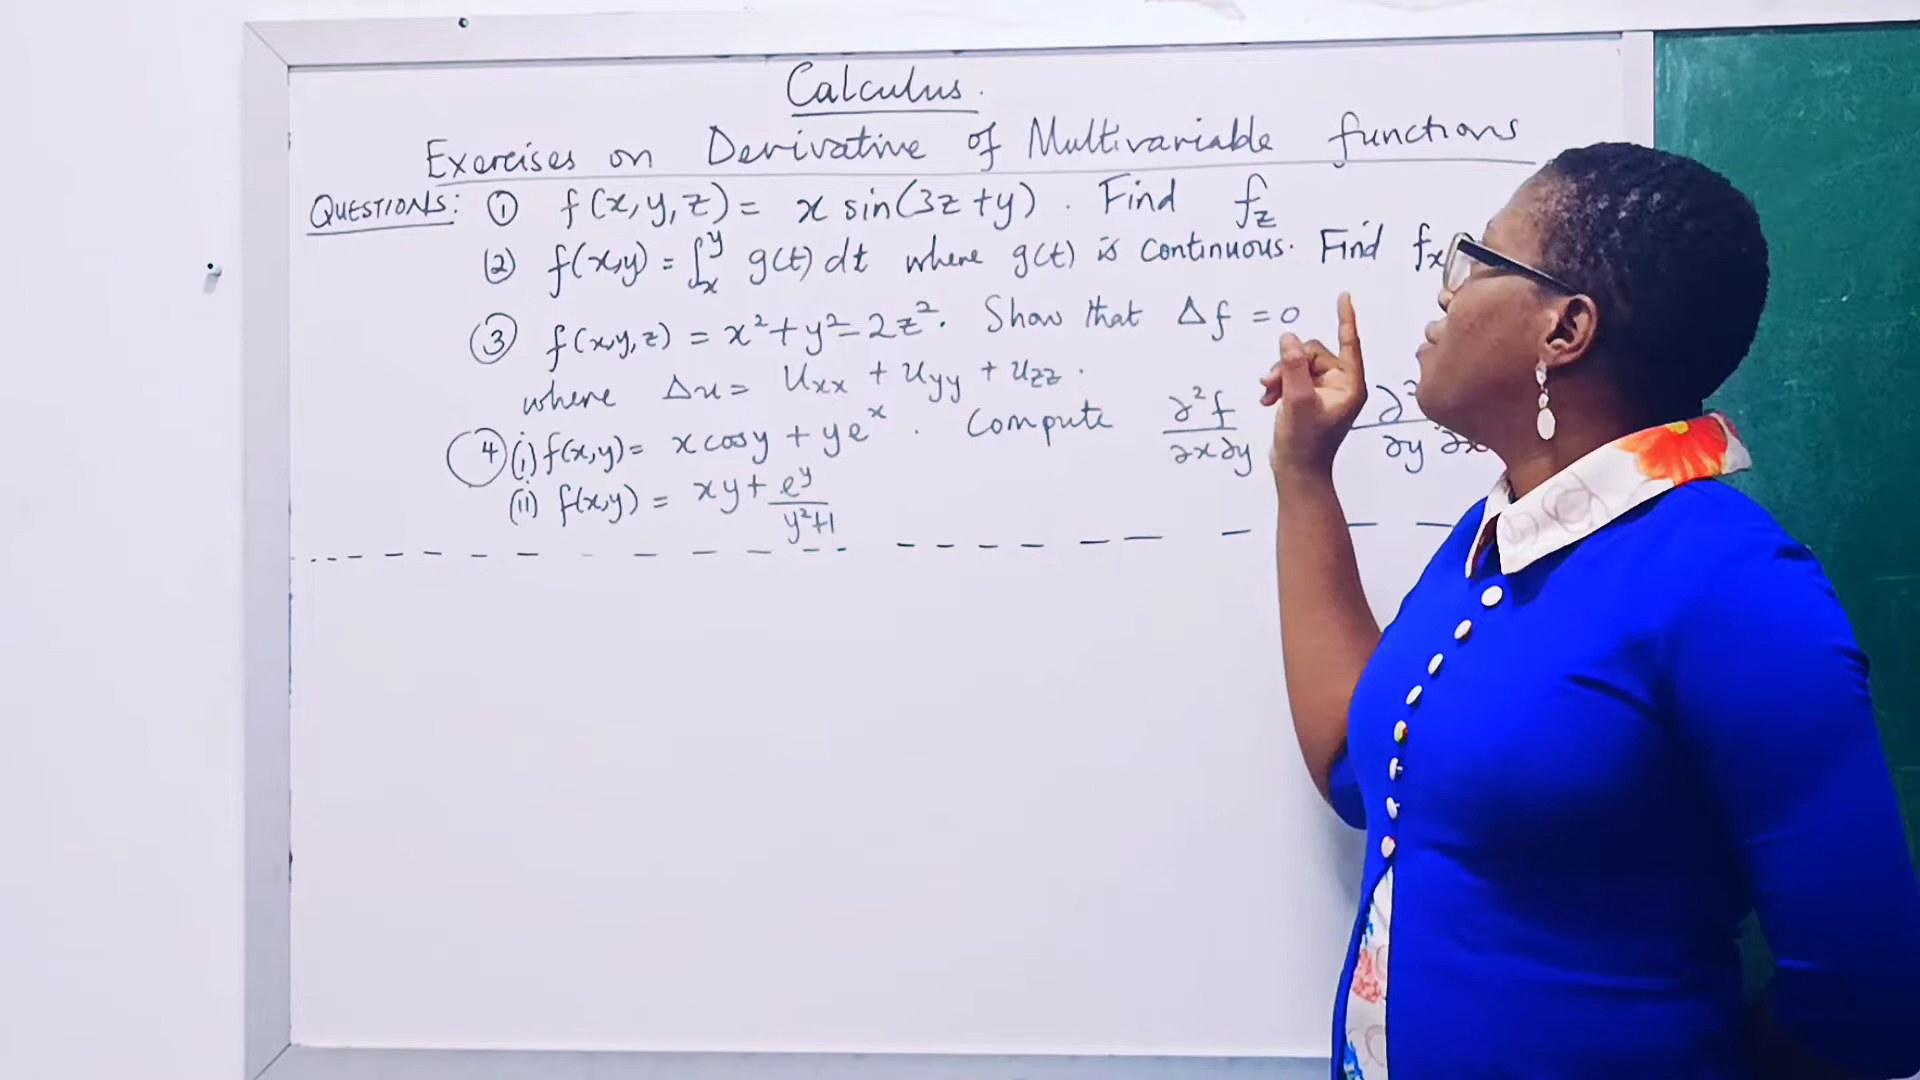 Calculus.
Exercises on Derivative of Multivariable functions
QUESTIONS: ① f(x,y,z) = x sin(3z+y). Find f_z
(2) f(x,y) = ∫_x^y g(t) dt where g(t) is continuous. Find f_x
③ f(x,y,z) = x²+y²-2z². Show that Δf = 0
where Δu = u_xx + u_yy + u_zz.
④ (i) f(x,y) = x cosy + ye^x. Compute ∂²f/∂x∂y ∂²/∂y∂x
(ii) f(x,y) = xy + e^y/(y²+1)